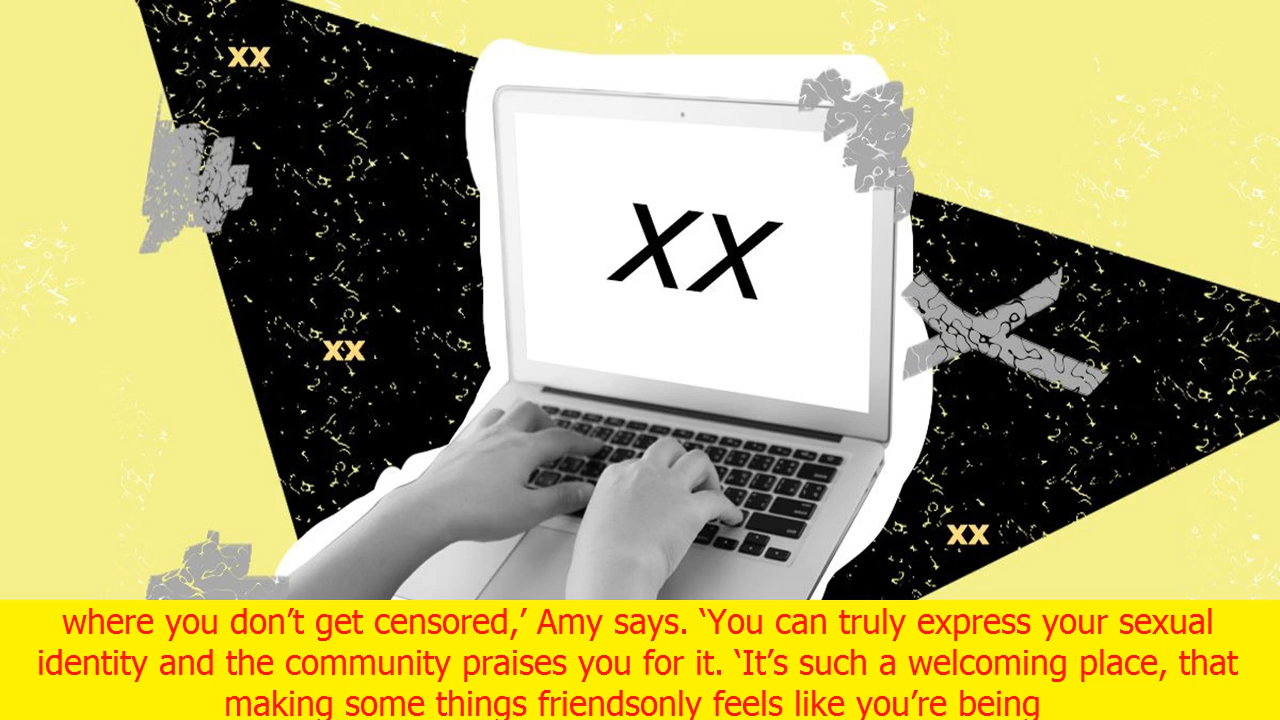 xx
XX
xx
xx
where you don’t get censored,’ Amy says. ‘You can truly express your sexual
identity and the community praises you for it. ‘It’s such a welcoming place, that
making some things friendsonly feels like you’re being